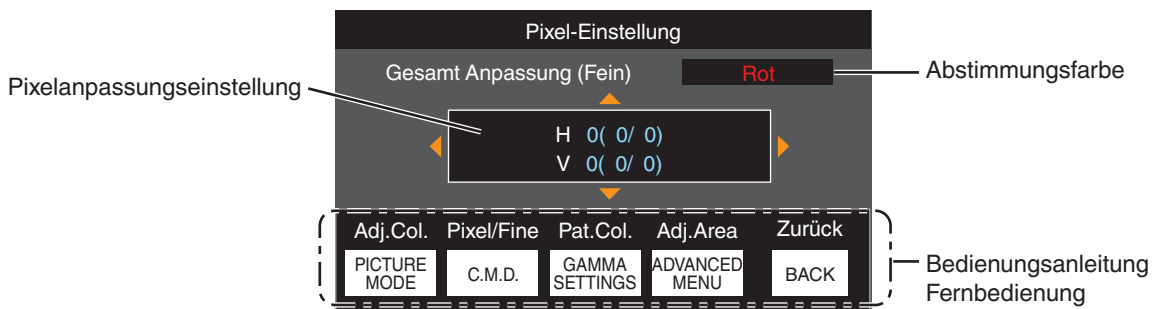 Pixel-Einstellung
Gesamt Anpassung (Fein)
Rot
Abstimmungsfarbe
Pixelanpassungseinstellung
H 0( 0/ 0)
V 0( 0/ 0)
Adj.Col.
Pixel/Fine
Pat.Col.
Adj.Area
Zurück
PICTURE
MODE
C.M.D.
GAMMA
SETTINGS
ADVANCED
MENU
BACK
Bedienungsanleitung
Fernbedienung